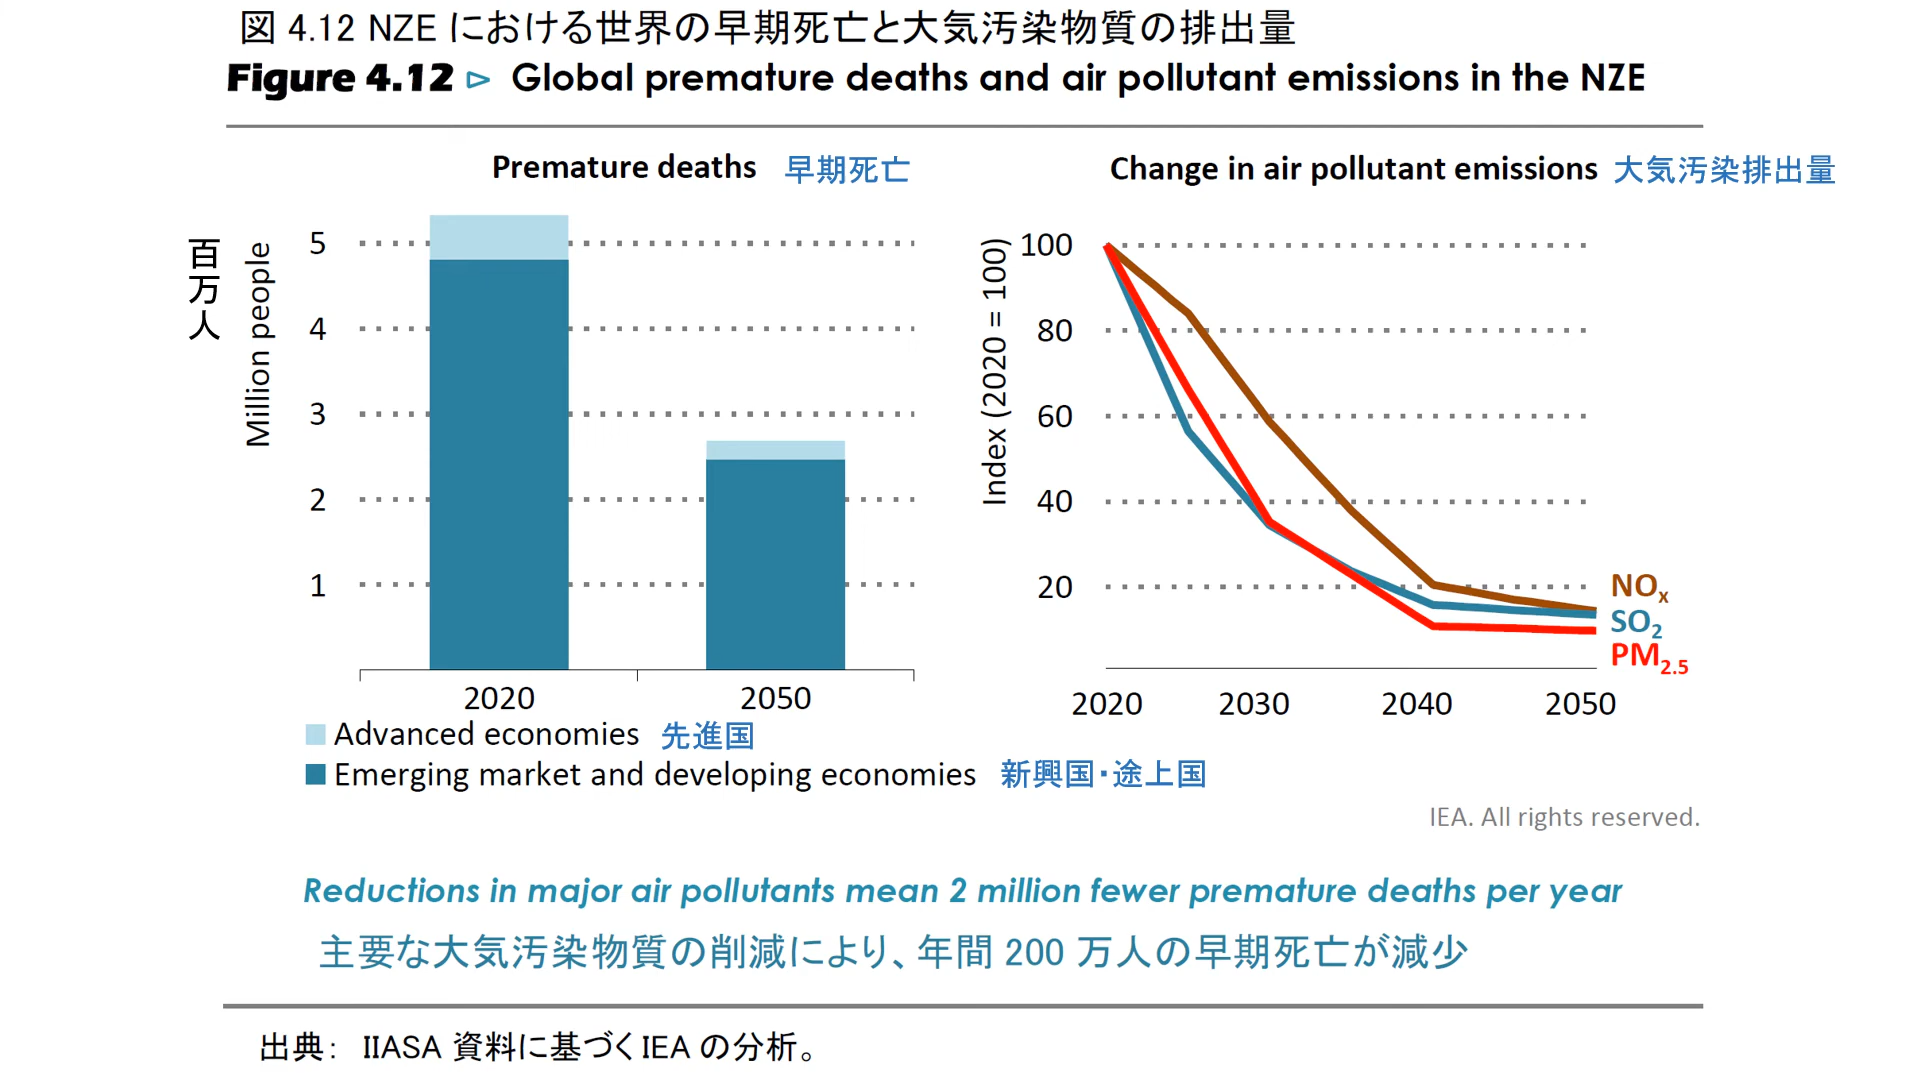 図 4.12 NZE における世界の早期死亡と大気汚染物質の排出量
Figure 4.12 ▷ Global premature deaths and air pollutant emissions in the NZE
Premature deaths 早期死亡
百万人
Million people
5
4
3
2
1
2020 2050
Advanced economies 先進国
Emerging market and developing economies 新興国・途上国
Change in air pollutant emissions 大気汚染排出量
Index (2020 = 100)
100
80
60
40
20
NOx
SO2
PM2.5
2020 2030 2040 2050
IEA. All rights reserved.
Reductions in major air pollutants mean 2 million fewer premature deaths per year
主要な大気汚染物質の削減により、年間 200 万人の早期死亡が減少
出典： IIASA 資料に基づく IEA の分析。